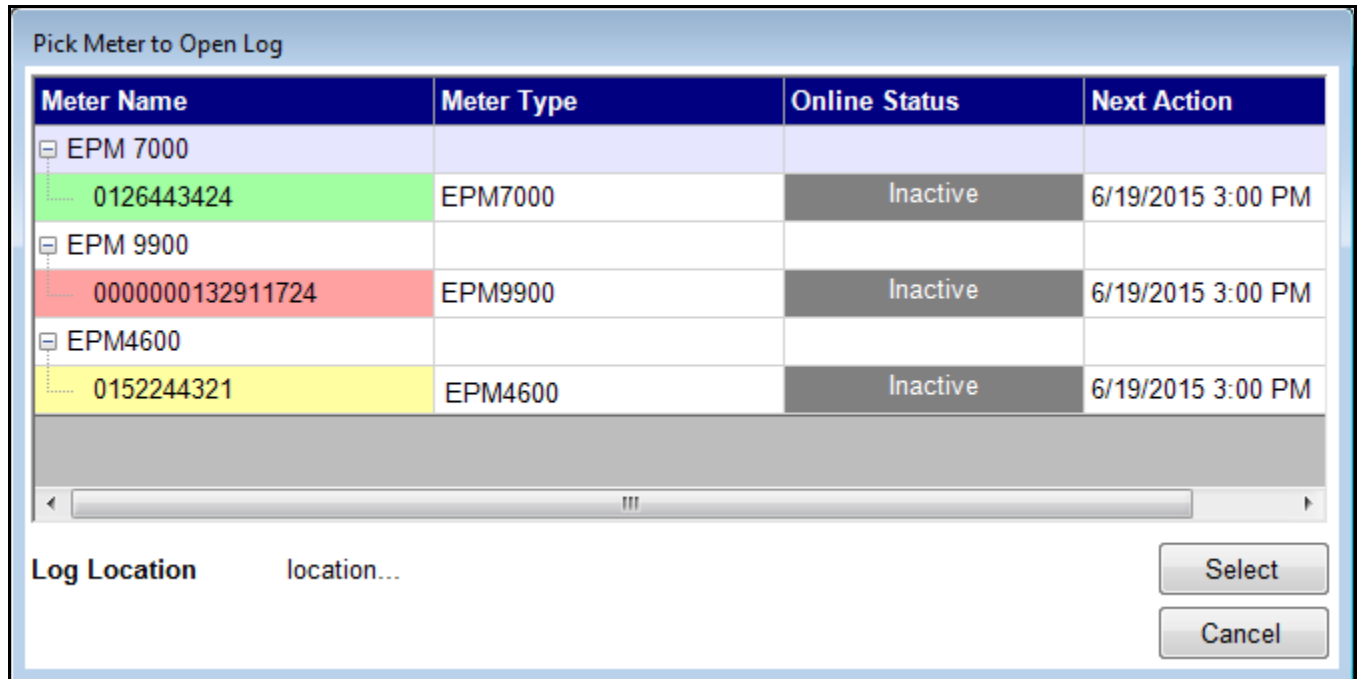 Pick Meter to Open Log
Meter Name Meter Type Online Status Next Action
EPM 7000
0126443424 EPM7000 Inactive 6/19/2015 3:00 PM
EPM 9900
0000000132911724 EPM9900 Inactive 6/19/2015 3:00 PM
EPM4600
0152244321 EPM4600 Inactive 6/19/2015 3:00 PM
Log Location location... Select
Cancel